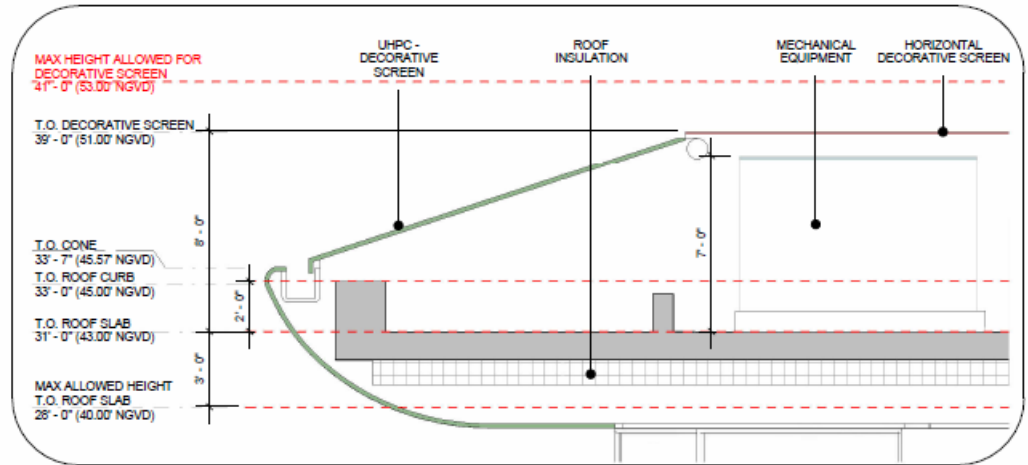 UHPC -
DECORATIVE
SCREEN
ROOF
INSULATION
MECHANICAL
EQUIPMENT
HORIZONTAL
DECORATIVE SCREEN
MAX HEIGHT ALLOWED FOR
DECORATIVE SCREEN
41' - 0" (53.00' NGVD)
T.O. DECORATIVE SCREEN
39' - 0" (51.00' NGVD)
8' - 0"
7' - 0"
T.O. CONE
33' - 7" (45.57' NGVD)
T.O. ROOF CURB
33' - 0" (45.00' NGVD)
2' - 0"
T.O. ROOF SLAB
31' - 0" (43.00' NGVD)
3' - 0"
MAX ALLOWED HEIGHT
T.O. ROOF SLAB
28' - 0" (40.00' NGVD)